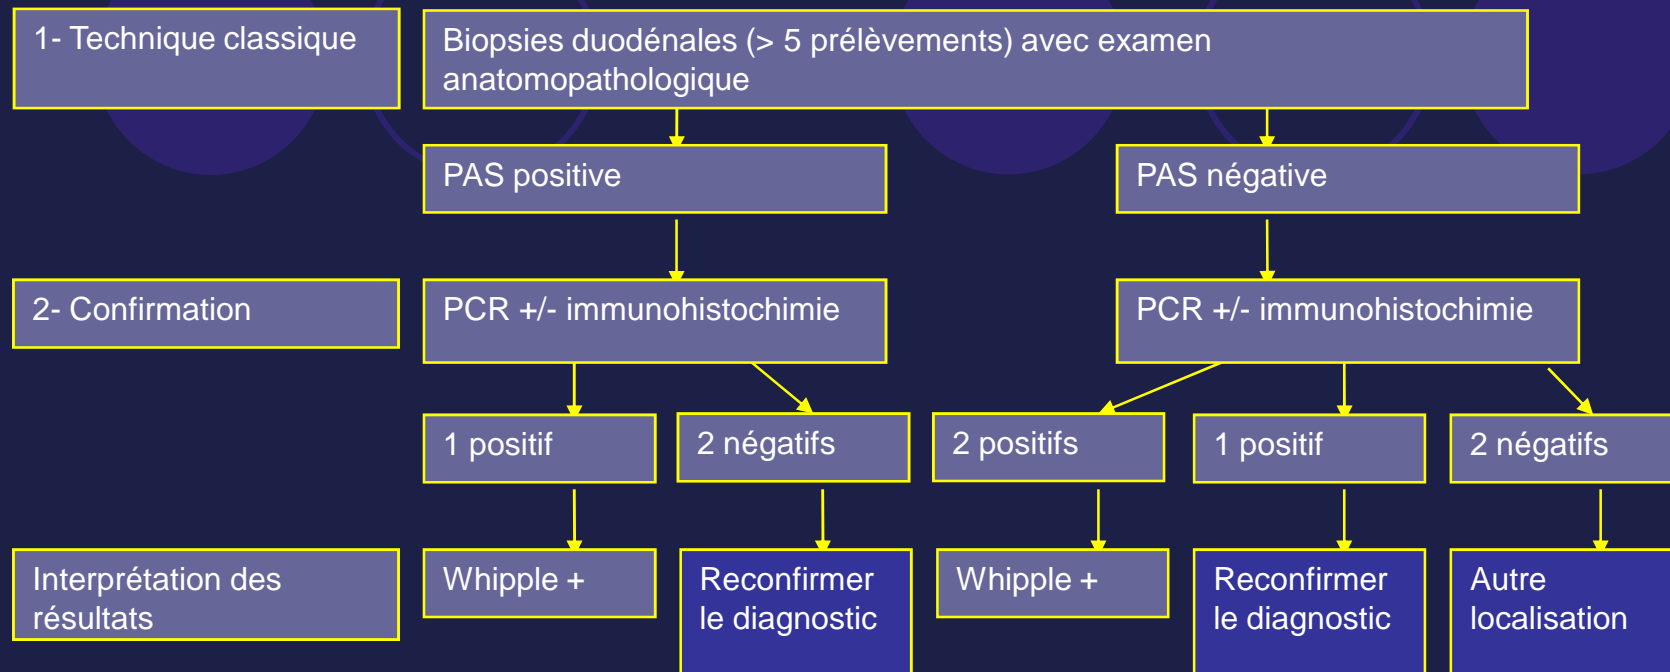 1- Technique classique
Biopsies duodénales (> 5 prélèvements) avec examen
anatomopathologique
PAS positive
PAS négative
2- Confirmation
PCR +/- immunohistochimie
PCR +/- immunohistochimie
1 positif
2 négatifs
2 positifs
1 positif
2 négatifs
Interprétation des
résultats
Whipple +
Reconfirmer
le diagnostic
Whipple +
Reconfirmer
le diagnostic
Autre
localisation